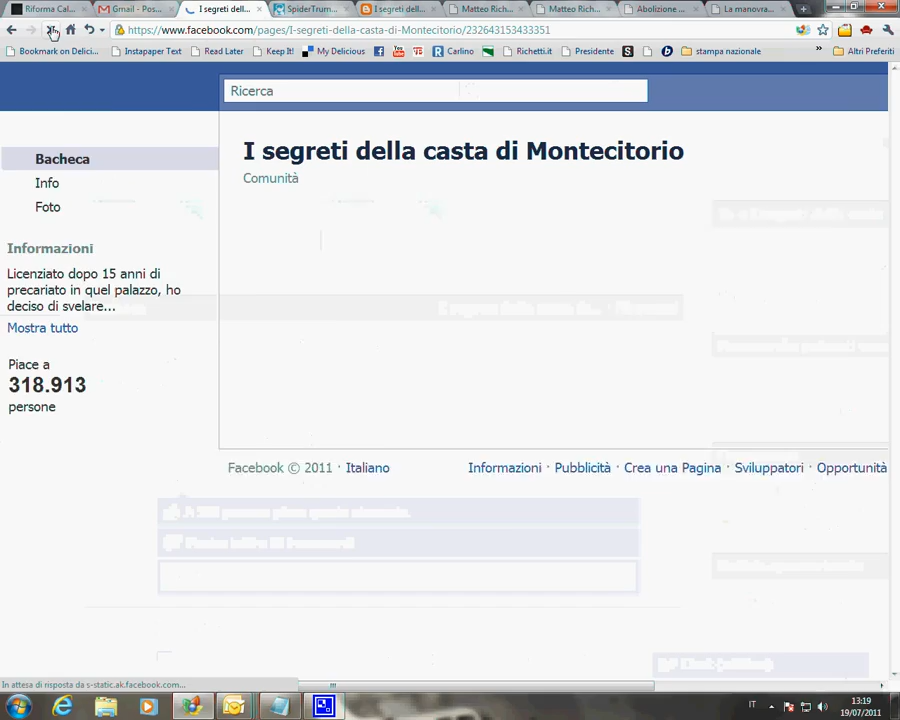 Riforma Cal...
Gmail - Pos...
I segreti dell...
SpiderTrum...
I segreti dell...
Matteo Rich...
Matteo Rich...
Abolizione ...
La manovra...
https://www.facebook.com/pages/I-segreti-della-casta-di-Montecitorio/232643153433351
Bookmark on Delici...
Instapaper Text
Read Later
Keep It!
My Delicious
Carlino
Richetti.it
Presidente
stampa nazionale
»
Altri Preferiti
Ricerca
I segreti della casta di Montecitorio
Comunità
Bacheca
Info
Foto
Informazioni
Licenziato dopo 15 anni di
precariato in quel palazzo, ho
deciso di svelare...
Mostra tutto
Piace a
318.913
persone
Facebook © 2011 · Italiano
Informazioni · Pubblicità · Crea una Pagina · Sviluppatori · Opportunità
In attesa di risposta da s-static.ak.facebook.com...
IT
13:19
19/07/2011